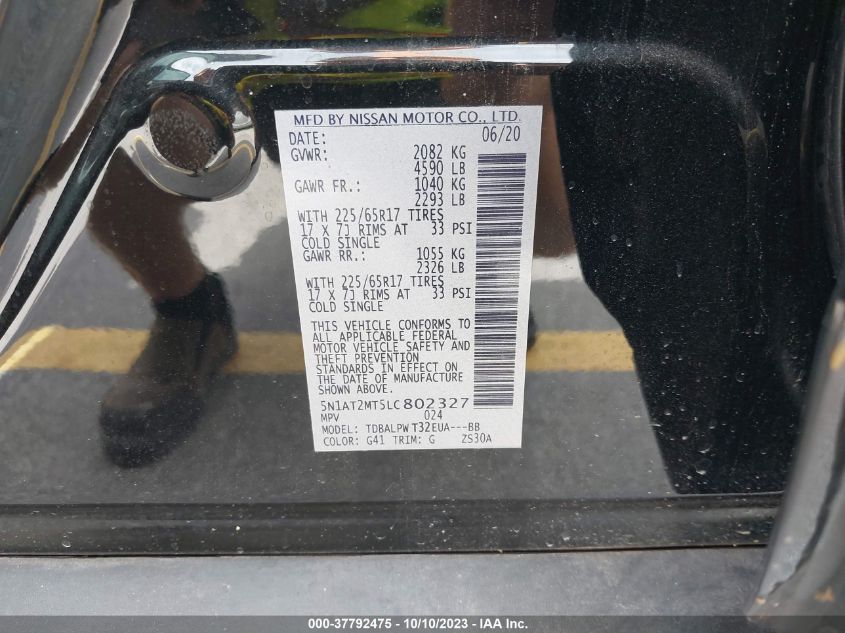 MFD BY NISSAN MOTOR CO., LTD.
DATE: 06/20
GVWR: 2082 KG
4590 LB
GAWR FR.: 1040 KG
2293 LB
WITH 225/65R17 TIRES
17 X 7J RIMS AT 33 PSI
COLD SINGLE
GAWR RR.: 1055 KG
2326 LB
WITH 225/65R17 TIRES
17 X 7J RIMS AT 33 PSI
COLD SINGLE
THIS VEHICLE CONFORMS TO
ALL APPLICABLE FEDERAL
MOTOR VEHICLE SAFETY AND
THEFT PREVENTION
STANDARDS IN EFFECT ON
THE DATE OF MANUFACTURE
SHOWN ABOVE.
5N1AT2MT5LC802327
MPV 024
MODEL: TDBALPW T32EUA---BB
COLOR: G41 TRIM: G ZS30A
000-37792475 - 10/10/2023 - IAA Inc.